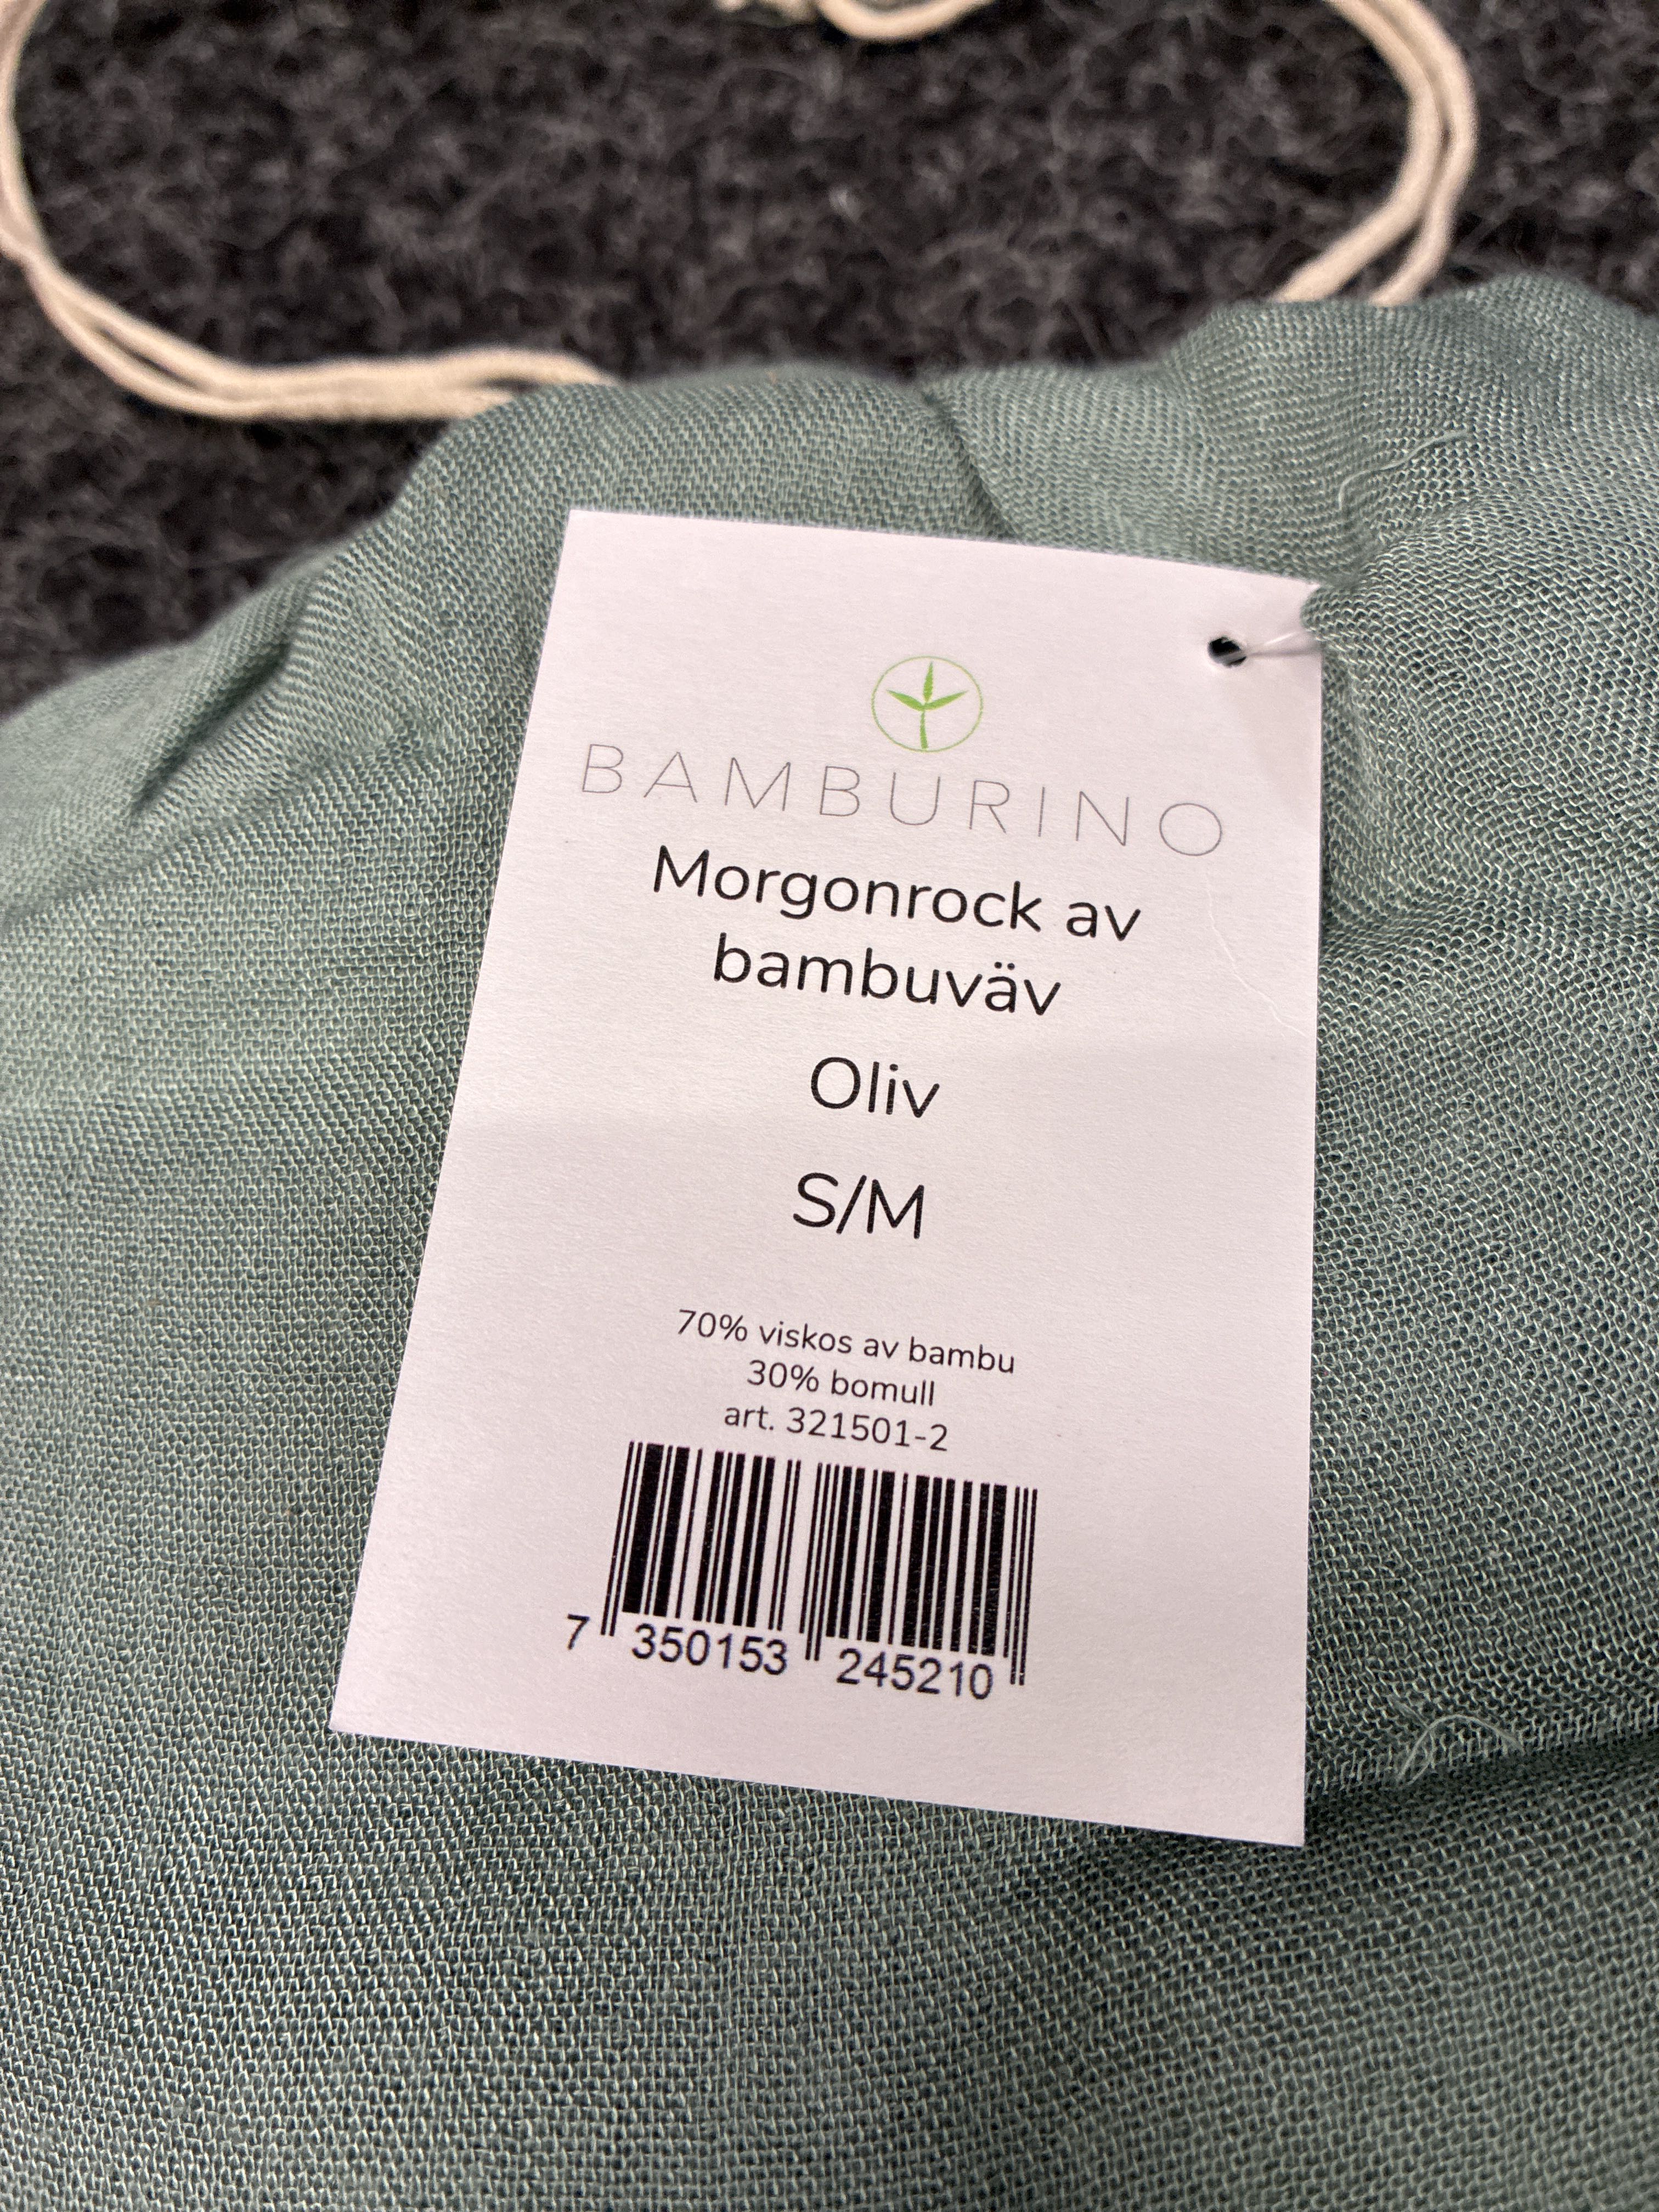 BAMBURINO
Morgonrock av
bambuväv
Oliv
S/M
70% viskos av bambu
30% bomull
art. 321501-2
7 350153 245210